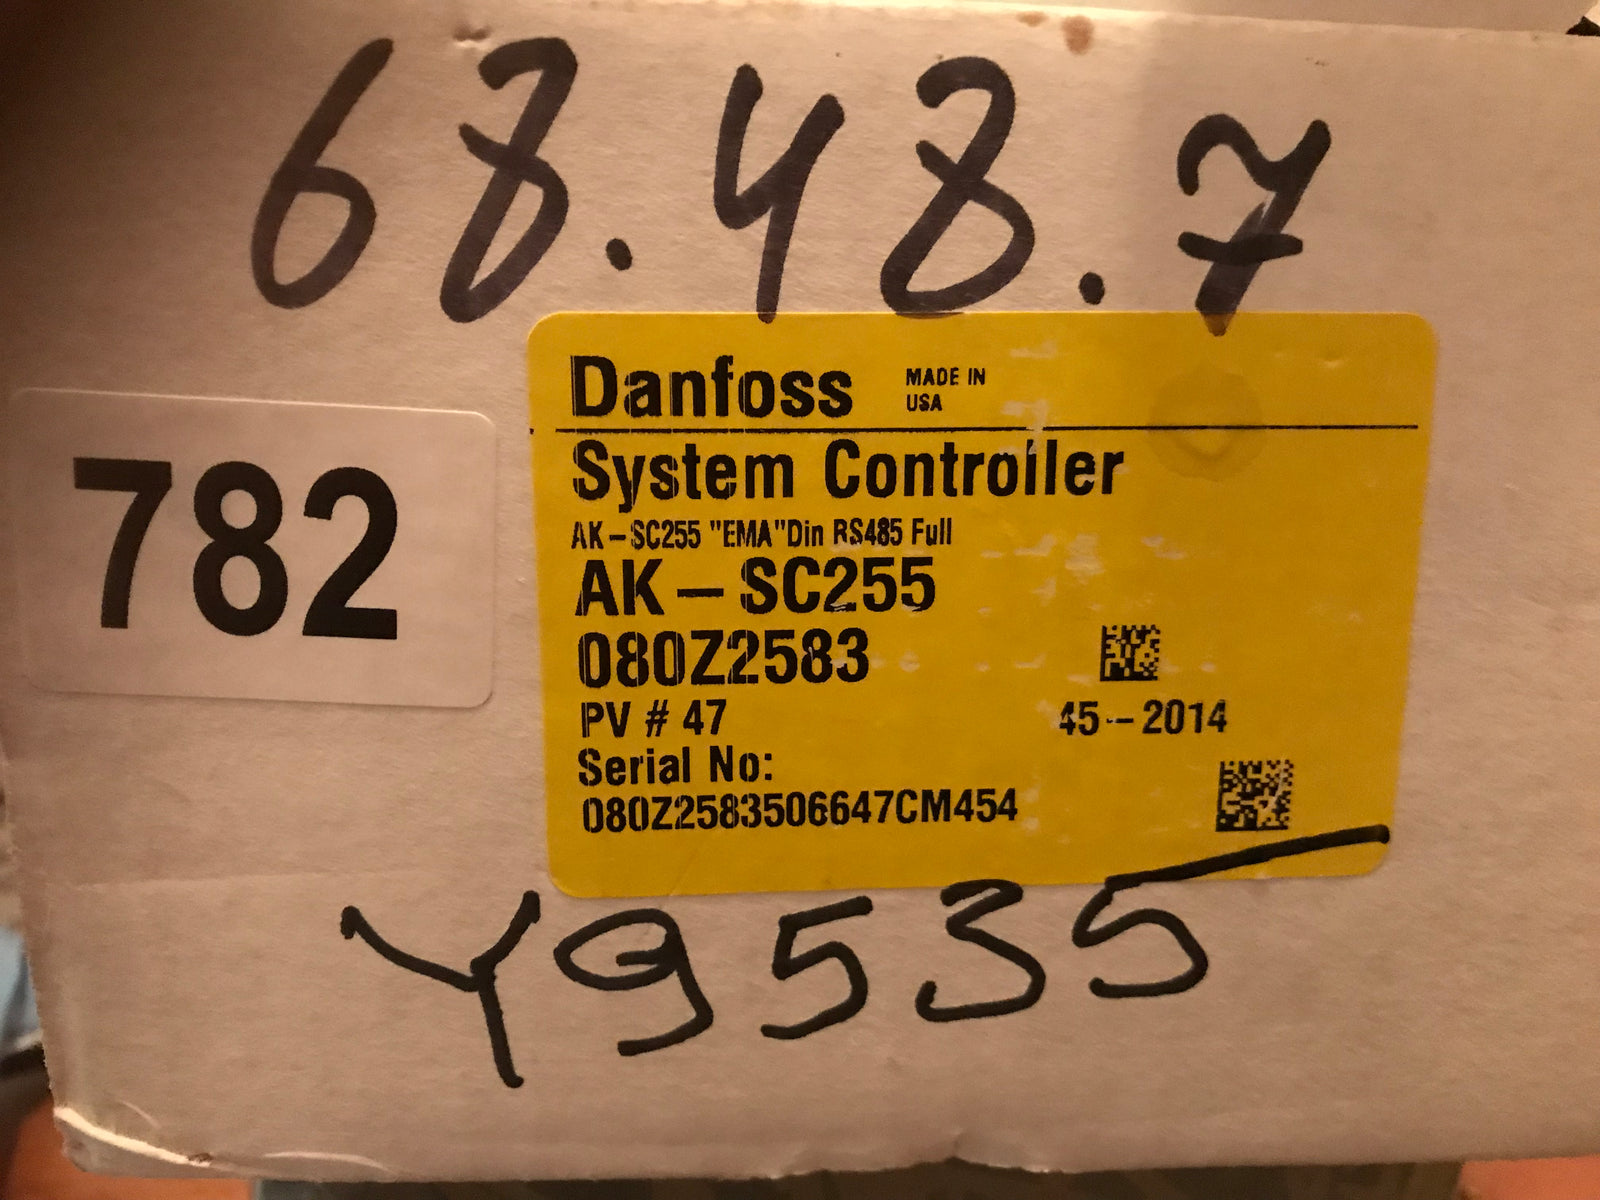 68.48.7
782
Danfoss MADE IN
USA
System Controller
AK-SC255 "EMA"Din RS485 Full
AK-SC255
080Z2583
PV # 47 45--2014
Serial No:
080Z2583506647CM454
Y9535